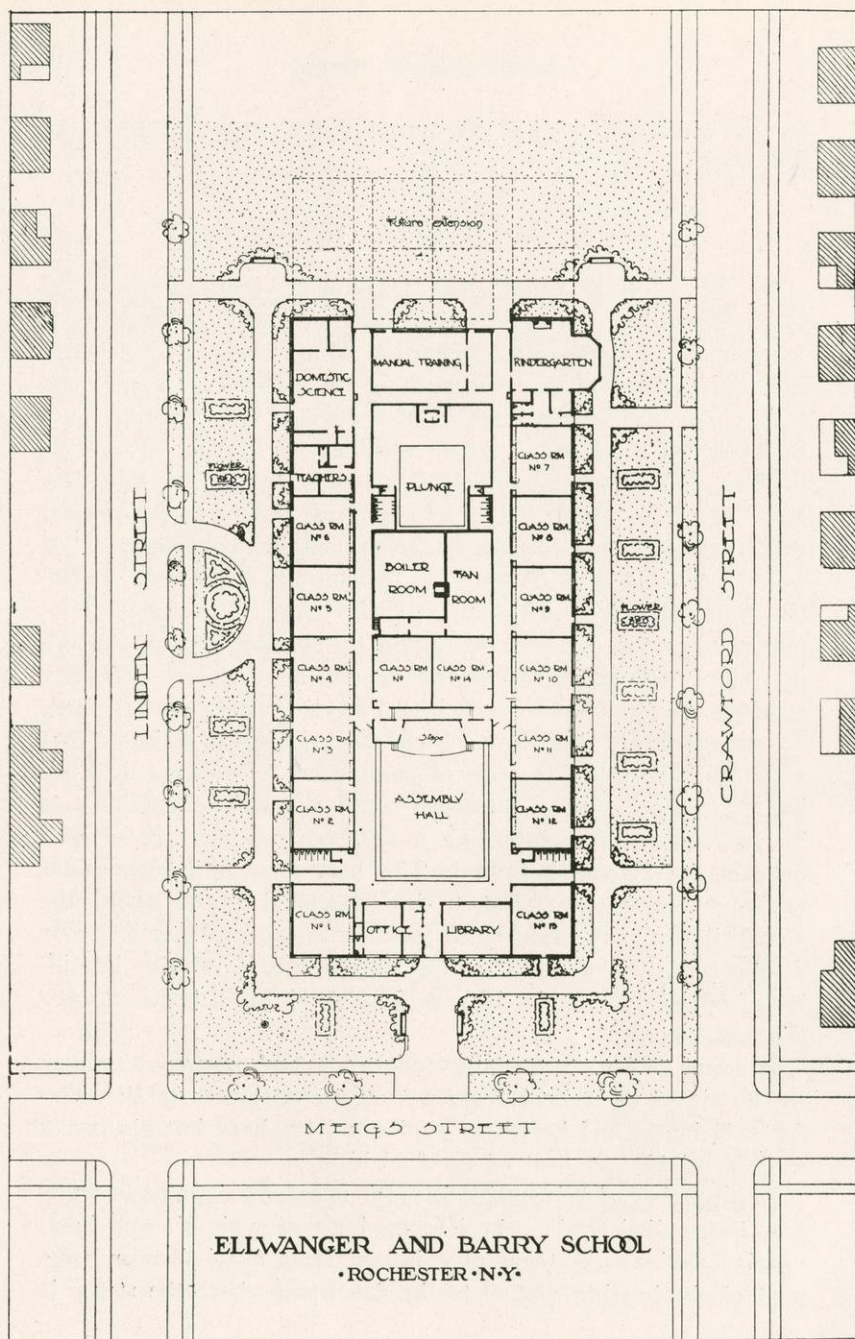 Future extension
MANUAL TRAINING
KINDERGARTEN
DOMESTIC
SCIENCE
CLASS RM
Nº 7
FLOWER
BED
TEACHERS
PLUNGE
CLASS RM
Nº 6
CLASS RM
Nº 8
BOILER
ROOM
FAN
ROOM
CLASS RM
Nº 5
CLASS RM
Nº 9
FLOWER
LINDEN STREET
CRAWFORD STREET
CLASS RM
Nº 4
CLASS RM
Nº
CLASS RM
Nº 14
CLASS RM
Nº 10
CLASS RM
Nº 3
Stage
CLASS RM
Nº 11
CLASS RM
Nº 2
ASSEMBLY
HALL
CLASS RM
Nº 12
CLASS RM
Nº 1
OFFICE
LIBRARY
CLASS RM
Nº 13
MEIGS STREET
ELLWANGER AND BARRY SCHOOL
•ROCHESTER•N•Y•